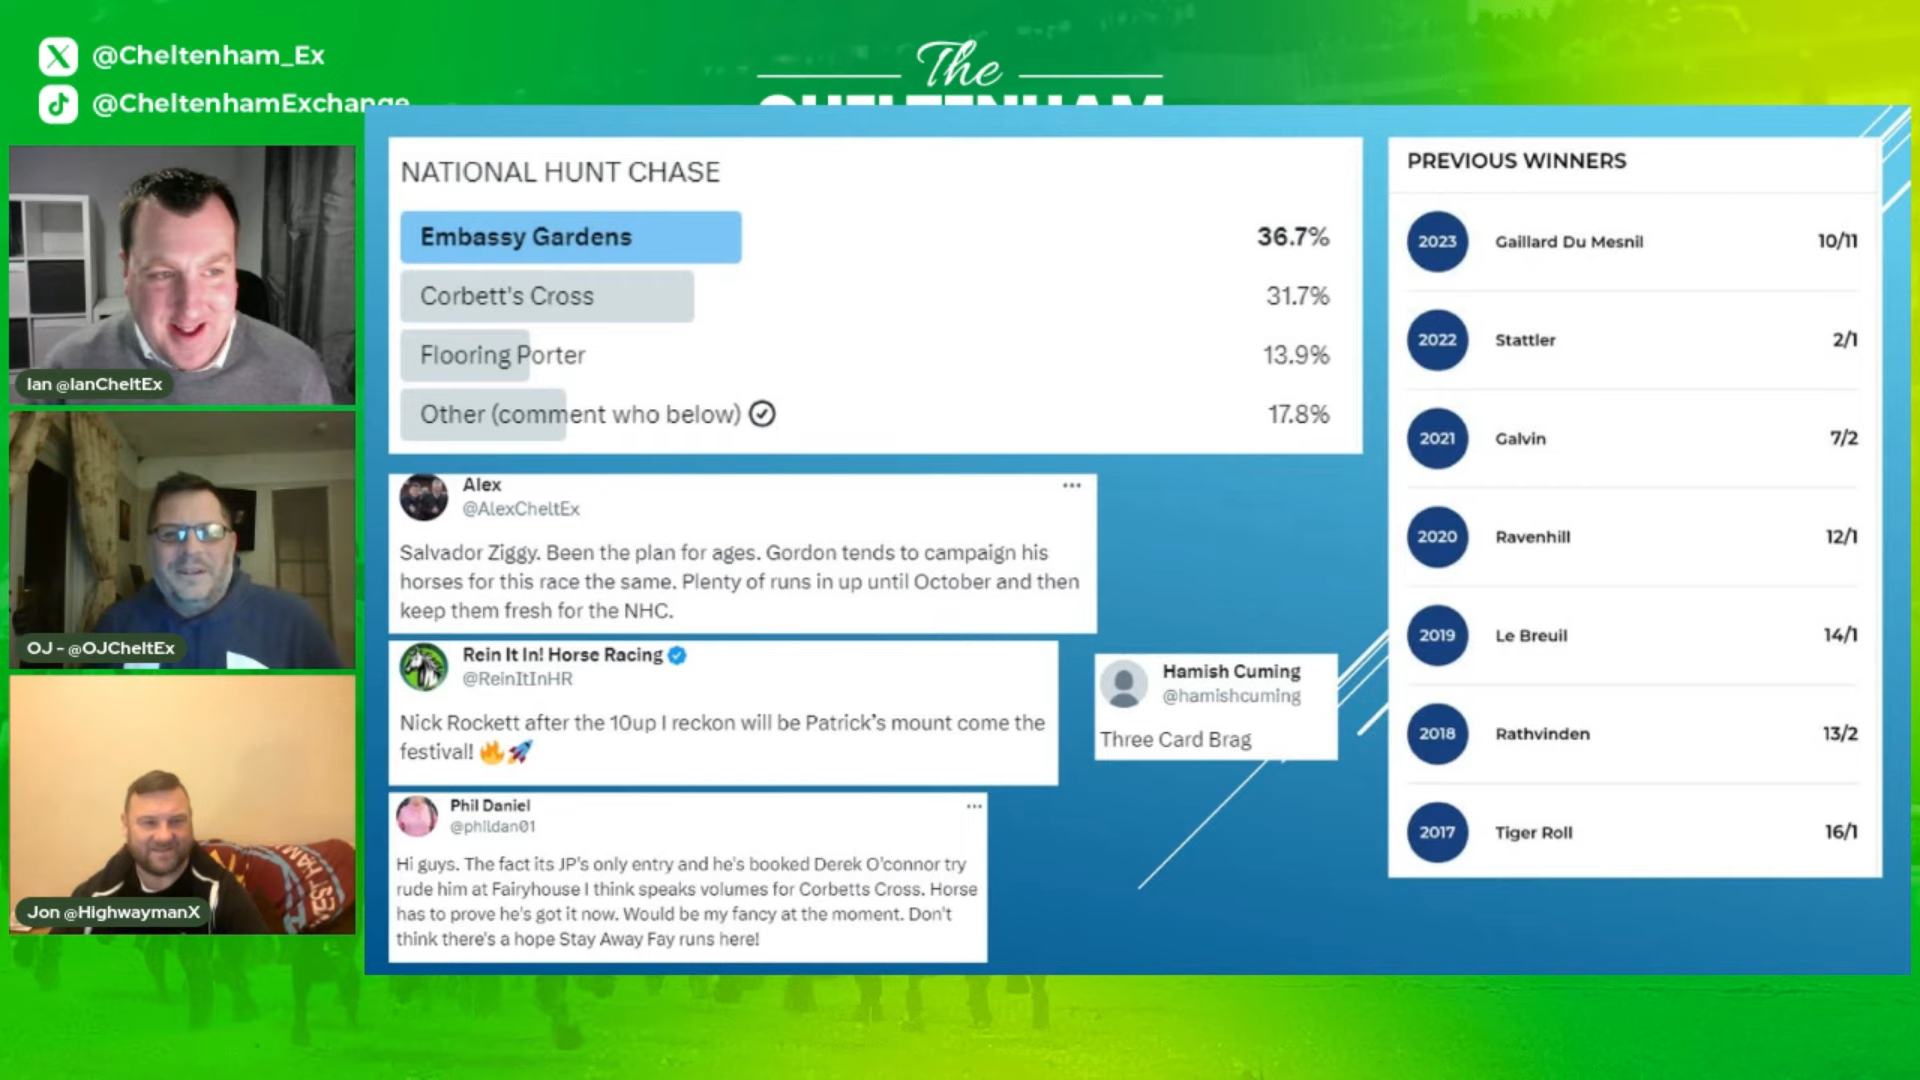 @Cheltenham_Ex
@CheltenhamExchange
The
CHELTENHAM
Ian @IanCheltEx
OJ - @OJCheltEx
WEST HAM
Jon @HighwaymanX
NATIONAL HUNT CHASE
Embassy Gardens 36.7%
Corbett's Cross 31.7%
Flooring Porter 13.9%
Other (comment who below) 17.8%
Alex
@AlexCheltEx
Salvador Ziggy. Been the plan for ages. Gordon tends to campaign his
horses for this race the same. Plenty of runs in up until October and then
keep them fresh for the NHC.
Rein It In! Horse Racing
@ReinItInHR
Nick Rockett after the 10up I reckon will be Patrick's mount come the
festival! 🔥🚀
Hamish Cuming
@hamishcuming
Three Card Brag
Phil Daniel
@phildan01
Hi guys. The fact its JP's only entry and he's booked Derek O'connor try
rude him at Fairyhouse I think speaks volumes for Corbetts Cross. Horse
has to prove he's got it now. Would be my fancy at the moment. Don't
think there's a hope Stay Away Fay runs here!
PREVIOUS WINNERS
2023 Gaillard Du Mesnil 10/11
2022 Stattler 2/1
2021 Galvin 7/2
2020 Ravenhill 12/1
2019 Le Breuil 14/1
2018 Rathvinden 13/2
2017 Tiger Roll 16/1